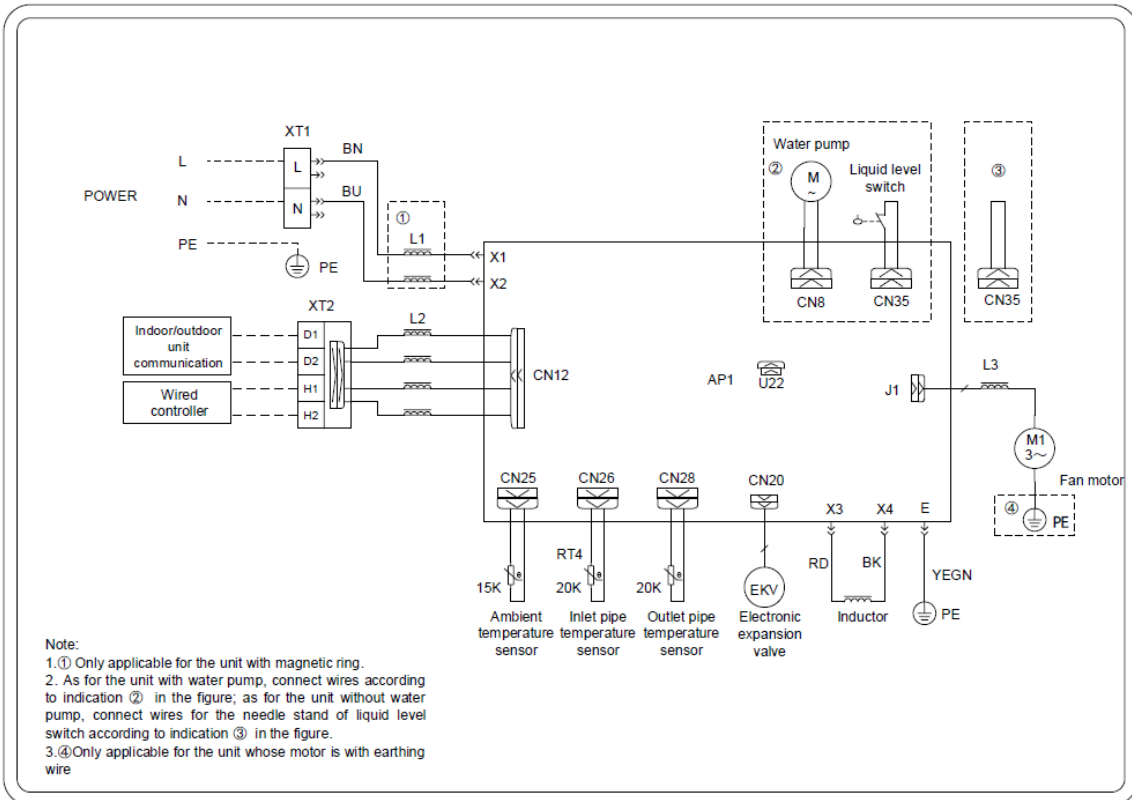 XT1
BN
L
L
POWER
BU
N
N
①
L1
PE
PE
X1
X2
Water pump
②
M
~
Liquid level
switch
CN8
CN35
③
CN35
XT2
L2
Indoor/outdoor
unit
communication
Wired
controller
D1
D2
H1
H2
CN12
AP1
U22
J1
L3
M1
3~
Fan motor
④
PE
CN25
CN26
CN28
CN20
X3
X4
E
RT4
15K
20K
20K
EKV
RD
BK
YEGN
PE
Ambient
temperature
sensor
Inlet pipe
temperature
sensor
Outlet pipe
temperature
sensor
Electronic
expansion
valve
Inductor
Note:
1.① Only applicable for the unit with magnetic ring.
2. As for the unit with water pump, connect wires according
to indication ② in the figure; as for the unit without water
pump, connect wires for the needle stand of liquid level
switch according to indication ③ in the figure.
3.④Only applicable for the unit whose motor is with earthing
wire